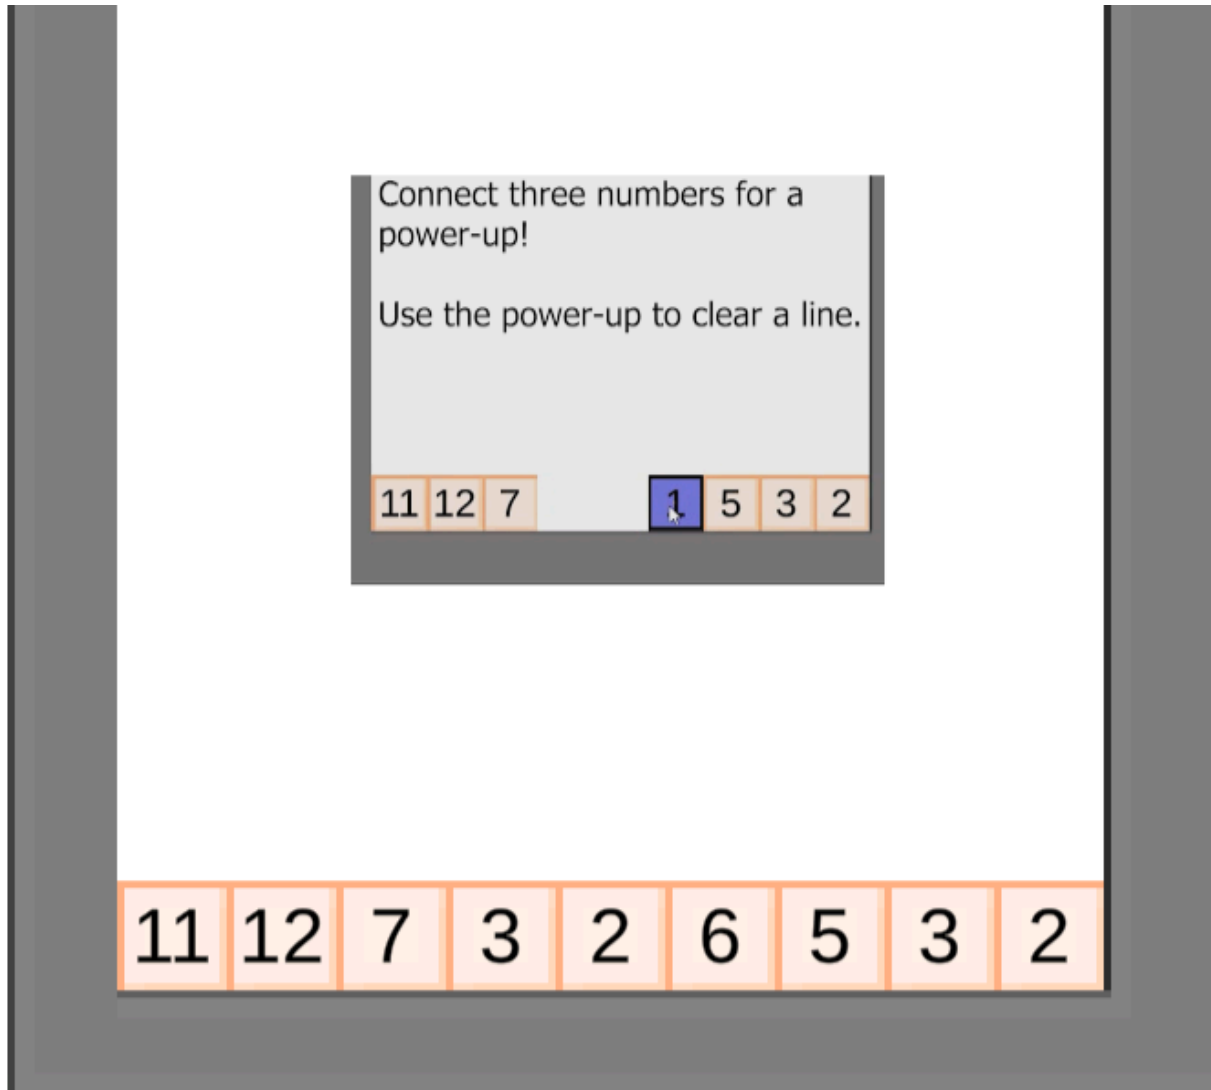 Connect three numbers for a
power-up!
Use the power-up to clear a line.
11 12 7 1 5 3 2
11 12 7 3 2 6 5 3 2